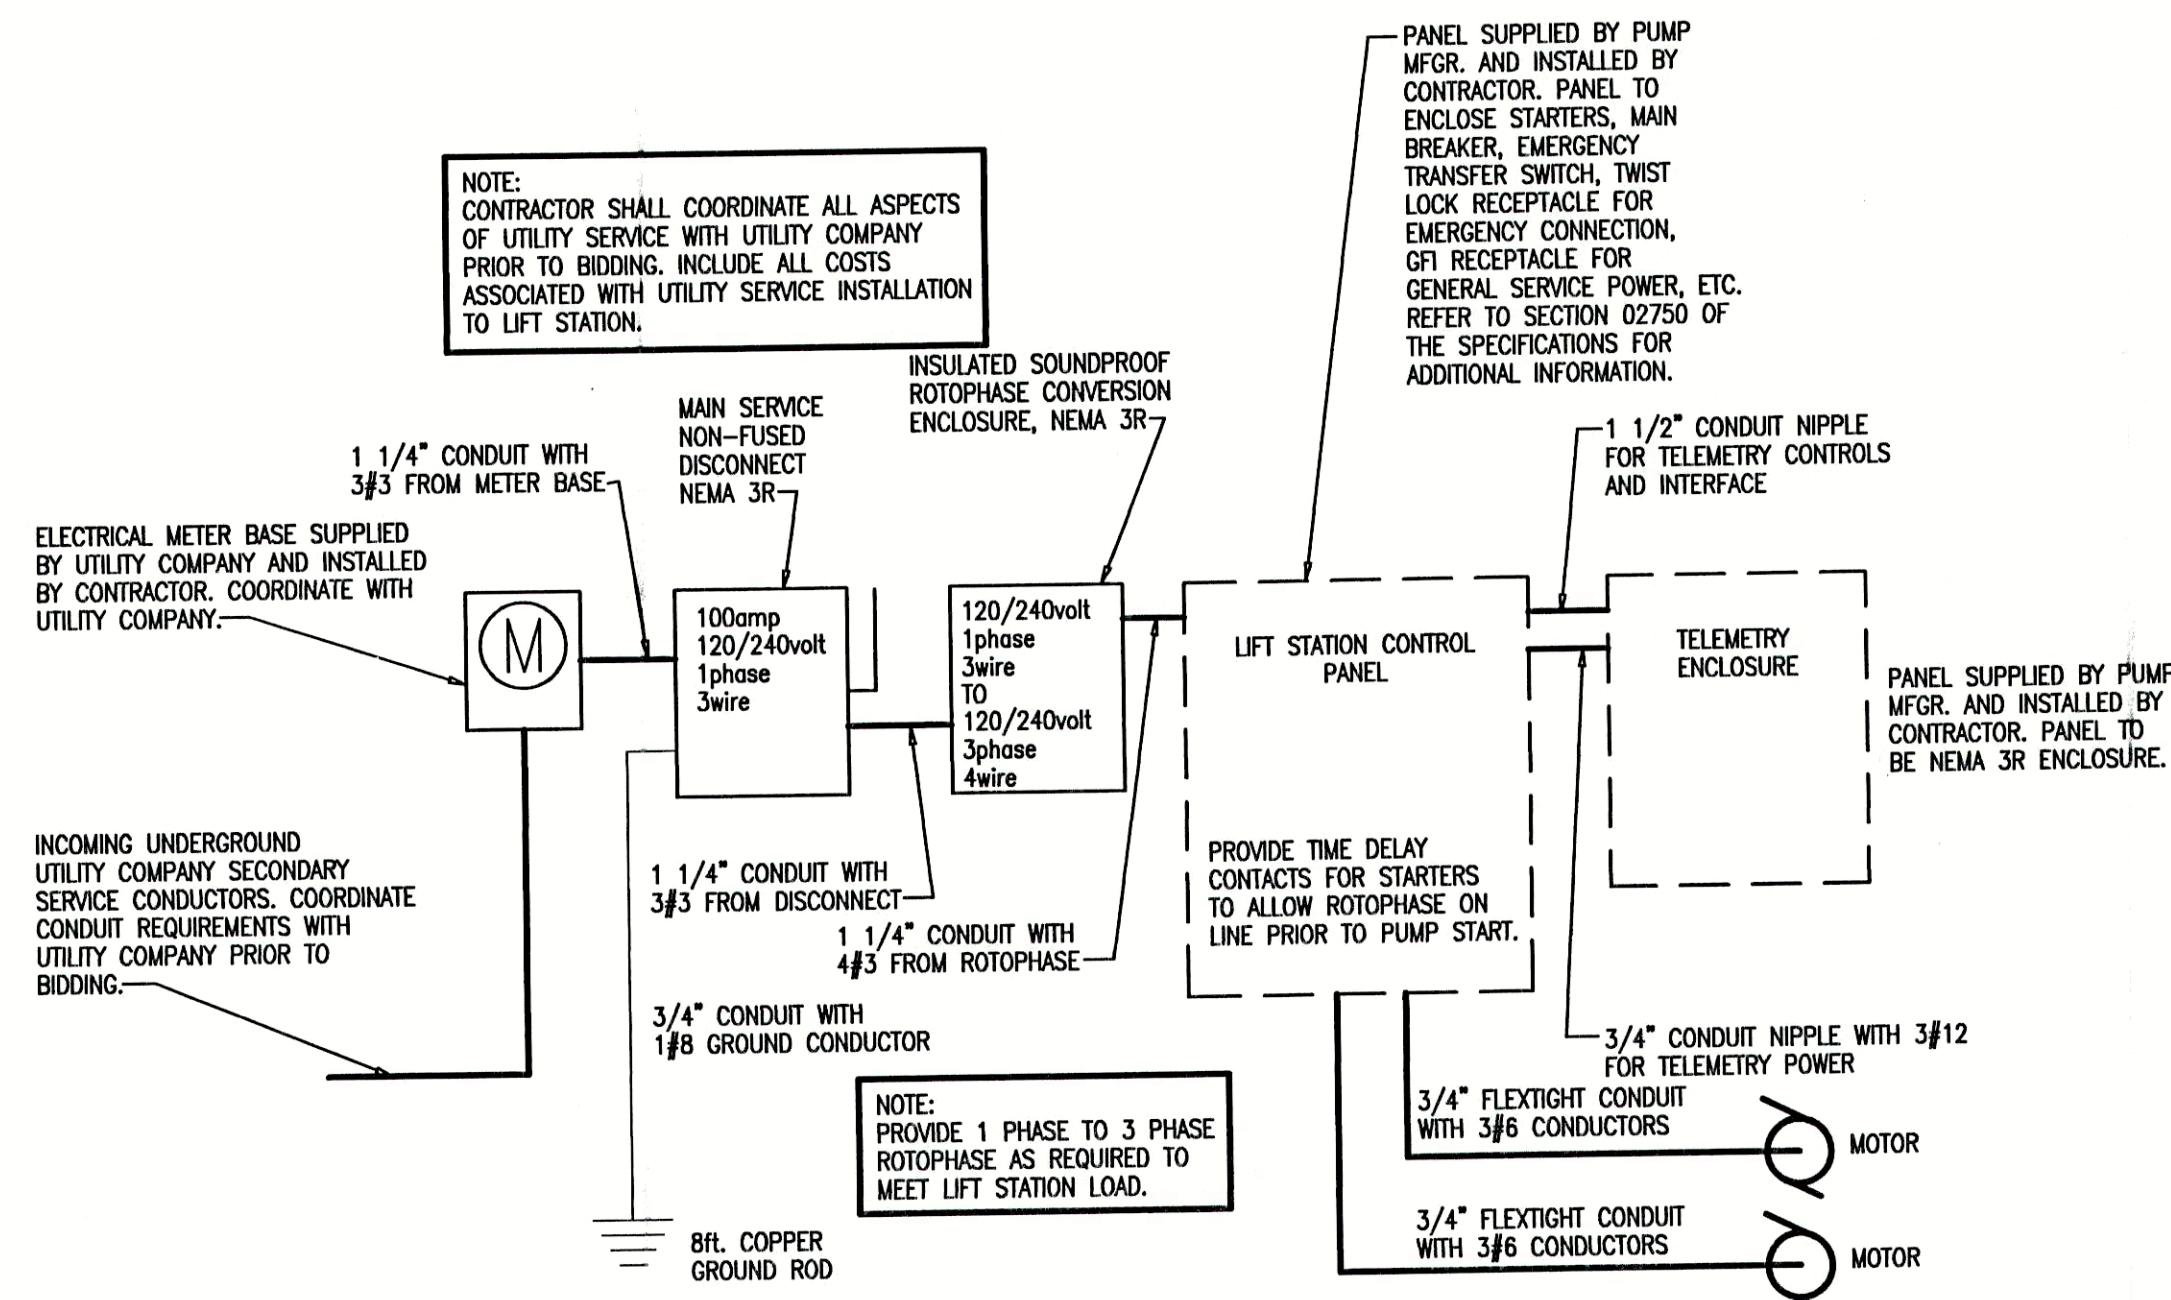 PANEL SUPPLIED BY PUMP
MFGR. AND INSTALLED BY
CONTRACTOR. PANEL TO
ENCLOSE STARTERS, MAIN
BREAKER, EMERGENCY
TRANSFER SWITCH, TWIST
LOCK RECEPTACLE FOR
EMERGENCY CONNECTION,
GFI RECEPTACLE FOR
GENERAL SERVICE POWER, ETC.
REFER TO SECTION 02750 OF
THE SPECIFICATIONS FOR
ADDITIONAL INFORMATION.
NOTE:
CONTRACTOR SHALL COORDINATE ALL ASPECTS
OF UTILITY SERVICE WITH UTILITY COMPANY
PRIOR TO BIDDING. INCLUDE ALL COSTS
ASSOCIATED WITH UTILITY SERVICE INSTALLATION
TO LIFT STATION.
INSULATED SOUNDPROOF
ROTOPHASE CONVERSION
ENCLOSURE, NEMA 3R
MAIN SERVICE
NON-FUSED
DISCONNECT
NEMA 3R
1 1/4" CONDUIT WITH
3#3 FROM METER BASE
1 1/2" CONDUIT NIPPLE
FOR TELEMETRY CONTROLS
AND INTERFACE
ELECTRICAL METER BASE SUPPLIED
BY UTILITY COMPANY AND INSTALLED
BY CONTRACTOR. COORDINATE WITH
UTILITY COMPANY.
M
100amp
120/240volt
1phase
3wire
120/240volt
1phase
3wire
TO
120/240volt
3phase
4wire
LIFT STATION CONTROL
PANEL
TELEMETRY
ENCLOSURE
PANEL SUPPLIED BY PUMP
MFGR. AND INSTALLED BY
CONTRACTOR. PANEL TO
BE NEMA 3R ENCLOSURE.
INCOMING UNDERGROUND
UTILITY COMPANY SECONDARY
SERVICE CONDUCTORS. COORDINATE
CONDUIT REQUIREMENTS WITH
UTILITY COMPANY PRIOR TO
BIDDING.
1 1/4" CONDUIT WITH
3#3 FROM DISCONNECT
1 1/4" CONDUIT WITH
4#3 FROM ROTOPHASE
PROVIDE TIME DELAY
CONTACTS FOR STARTERS
TO ALLOW ROTOPHASE ON
LINE PRIOR TO PUMP START.
3/4" CONDUIT WITH
1#8 GROUND CONDUCTOR
3/4" CONDUIT NIPPLE WITH 3#12
FOR TELEMETRY POWER
NOTE:
PROVIDE 1 PHASE TO 3 PHASE
ROTOPHASE AS REQUIRED TO
MEET LIFT STATION LOAD.
3/4" FLEXTIGHT CONDUIT
WITH 3#6 CONDUCTORS
MOTOR
3/4" FLEXTIGHT CONDUIT
WITH 3#6 CONDUCTORS
MOTOR
8ft. COPPER
GROUND ROD